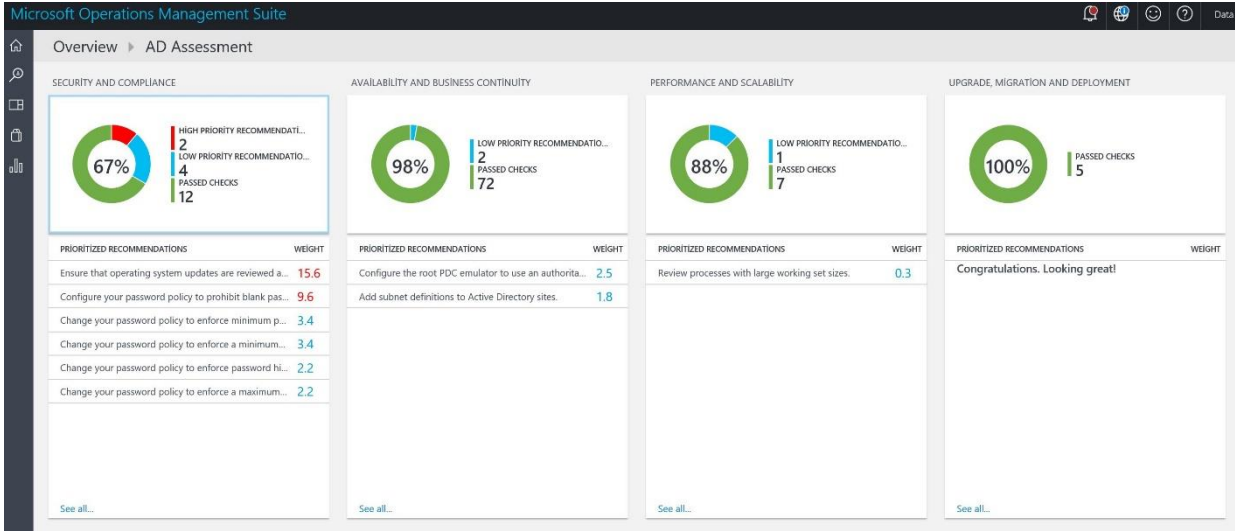 Microsoft Operations Management Suite
Data
Overview AD Assessment
SECURITY AND COMPLIANCE
67%
HIGH PRIORITY RECOMMENDATI...
2
LOW PRIORITY RECOMMENDATIO...
4
PASSED CHECKS
12
PRIORITIZED RECOMMENDATIONS WEIGHT
Ensure that operating system updates are reviewed a... 15.6
Configure your password policy to prohibit blank pas... 9.6
Change your password policy to enforce minimum p... 3.4
Change your password policy to enforce a minimum... 3.4
Change your password policy to enforce password hi... 2.2
Change your password policy to enforce a maximum... 2.2
See all...
AVAILABILITY AND BUSINESS CONTINUITY
98%
LOW PRIORITY RECOMMENDATIO...
2
PASSED CHECKS
72
PRIORITIZED RECOMMENDATIONS WEIGHT
Configure the root PDC emulator to use an authorita... 2.5
Add subnet definitions to Active Directory sites. 1.8
See all...
PERFORMANCE AND SCALABILITY
88%
LOW PRIORITY RECOMMENDATIO...
1
PASSED CHECKS
7
PRIORITIZED RECOMMENDATIONS WEIGHT
Review processes with large working set sizes. 0.3
See all...
UPGRADE, MIGRATION AND DEPLOYMENT
100%
PASSED CHECKS
5
PRIORITIZED RECOMMENDATIONS WEIGHT
Congratulations. Looking great!
See all...